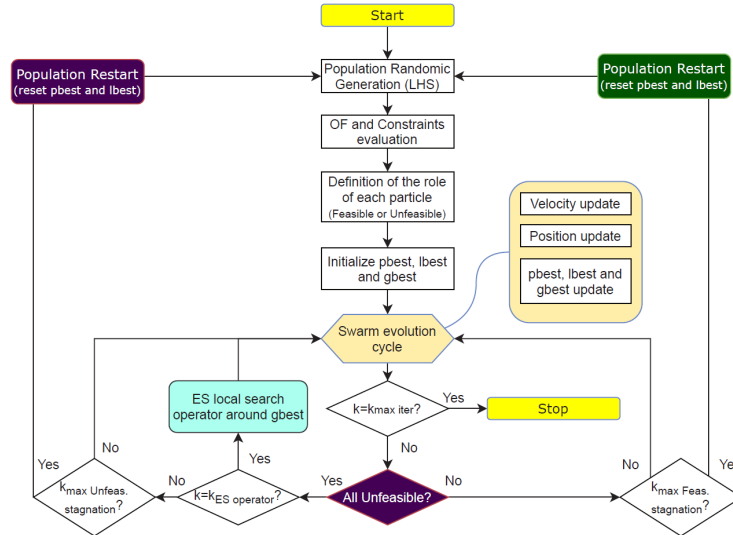 Start
Population Restart
(reset pbest and lbest)
Population Randomic
Generation (LHS)
Population Restart
(reset pbest and lbest)
OF and Constraints
evaluation
Definition of the role
of each particle
(Feasible or Unfeasible)
Initialize pbest, lbest
and gbest
Velocity update
Position update
pbest, lbest and
gbest update
Swarm evolution
cycle
ES local search
operator around gbest
k=kmax iter?
Yes
Stop
No
No
Yes
No
Yes
Yes
No
No
Yes
kmax Unfeas.
stagnation?
k=kES operator?
All Unfeasible?
kmax Feas.
stagnation?